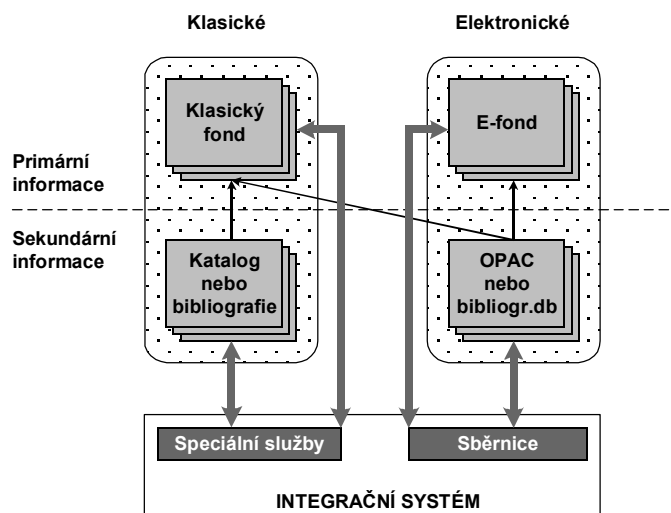 Klasické
Elektronické
Klasický
fond
E-fond
Primární
informace
Sekundární
informace
Katalog
nebo
bibliografie
OPAC
nebo
bibliogr.db
Speciální služby
Sběrnice
INTEGRAČNÍ SYSTÉM